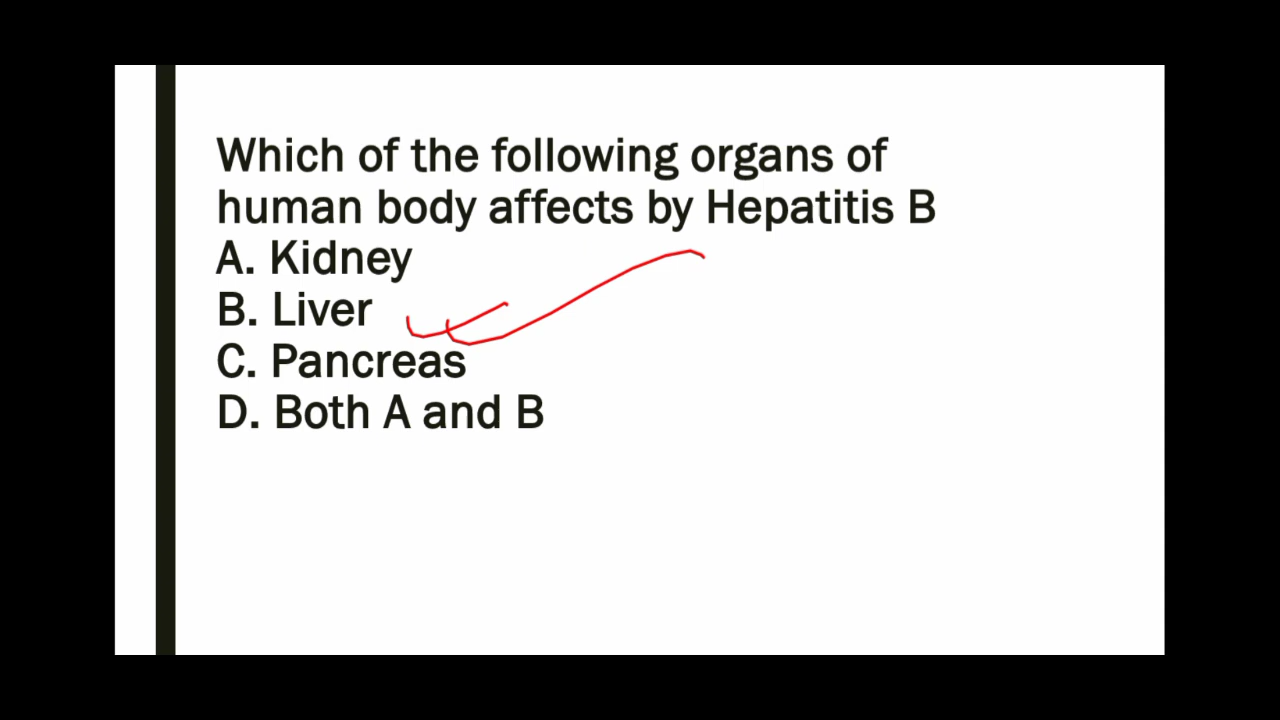 Which of the following organs of
human body affects by Hepatitis B
A. Kidney
B. Liver
C. Pancreas
D. Both A and B